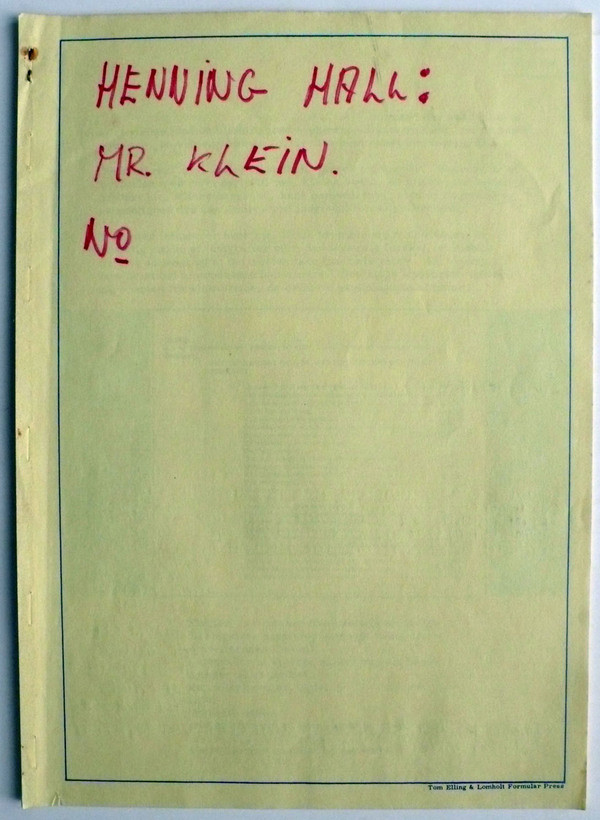 HENNING HALL:
MR. KLEIN.
No
Tom Elling & Lomholt Formular Press